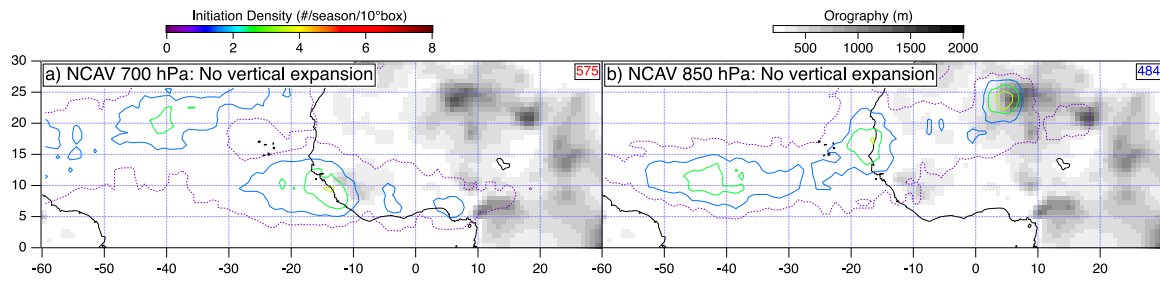 Initiation Density (#/season/10°box)
0 2 4 6 8
Orography (m)
500 1000 1500 2000
a) NCAV 700 hPa: No vertical expansion
575
b) NCAV 850 hPa: No vertical expansion
484
30
25
20
15
10
5
0
-60 -50 -40 -30 -20 -10 0 10 20
-60 -50 -40 -30 -20 -10 0 10 20